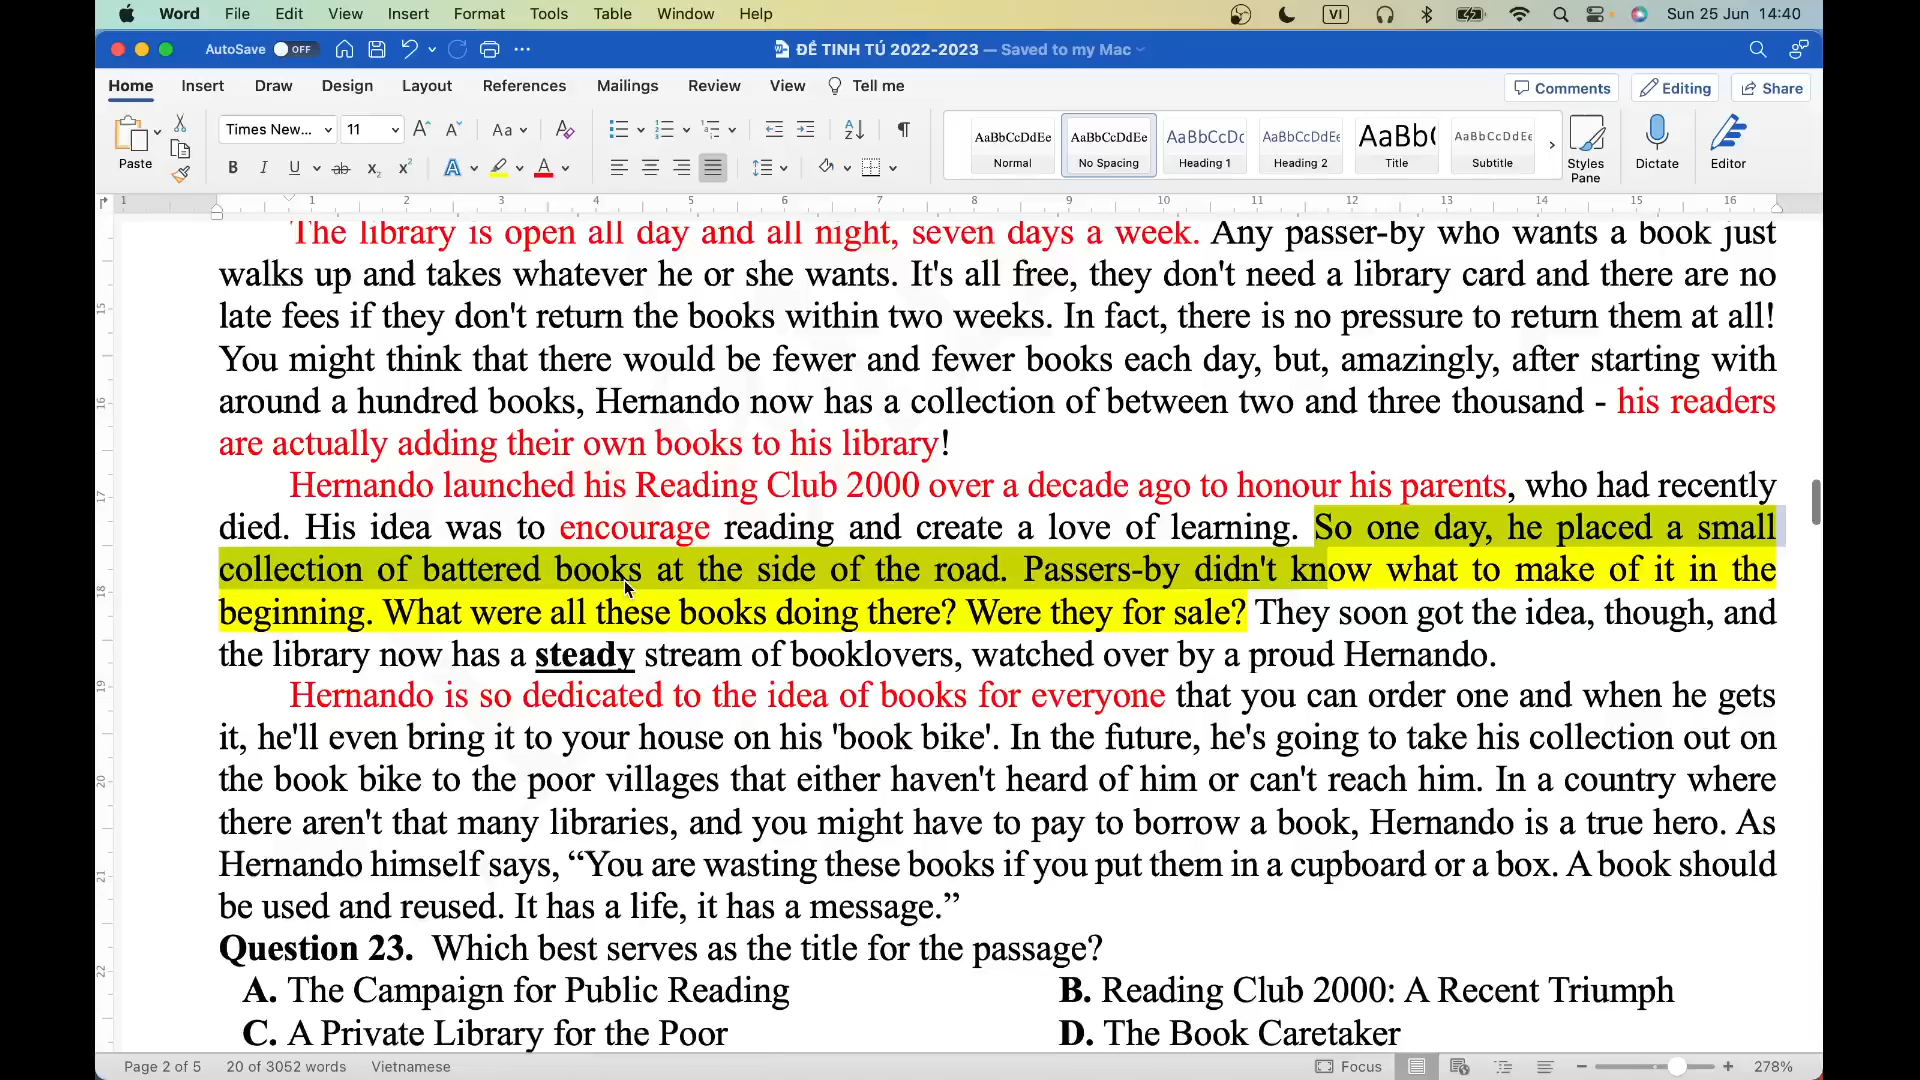 Word File Edit View Insert Format Tools Table Window Help VI Sun 25 Jun 14:40
AutoSave OFF ĐỀ TINH TÚ 2022-2023 — Saved to my Mac
Home Insert Draw Design Layout References Mailings Review View Tell me Comments Editing Share
Paste Times New... 11 Aa
AaBbCcDdEe AaBbCcDdEe AaBbCcDc AaBbCcDdEe AaBb( AaBbCcDdEe
Normal No Spacing Heading 1 Heading 2 Title Subtitle Styles Pane Dictate Editor
1 1 2 3 4 5 6 7 8 9 10 11 12 13 14 15 16
The library is open all day and all night, seven days a week. Any passer-by who wants a book just
walks up and takes whatever he or she wants. It's all free, they don't need a library card and there are no
late fees if they don't return the books within two weeks. In fact, there is no pressure to return them at all!
You might think that there would be fewer and fewer books each day, but, amazingly, after starting with
around a hundred books, Hernando now has a collection of between two and three thousand - his readers
are actually adding their own books to his library!
Hernando launched his Reading Club 2000 over a decade ago to honour his parents, who had recently
died. His idea was to encourage reading and create a love of learning. So one day, he placed a small
collection of battered books at the side of the road. Passers-by didn't know what to make of it in the
beginning. What were all these books doing there? Were they for sale? They soon got the idea, though, and
the library now has a steady stream of booklovers, watched over by a proud Hernando.
Hernando is so dedicated to the idea of books for everyone that you can order one and when he gets
it, he'll even bring it to your house on his 'book bike'. In the future, he's going to take his collection out on
the book bike to the poor villages that either haven't heard of him or can't reach him. In a country where
there aren't that many libraries, and you might have to pay to borrow a book, Hernando is a true hero. As
Hernando himself says, “You are wasting these books if you put them in a cupboard or a box. A book should
be used and reused. It has a life, it has a message.”
Question 23. Which best serves as the title for the passage?
A. The Campaign for Public Reading B. Reading Club 2000: A Recent Triumph
C. A Private Library for the Poor D. The Book Caretaker
Page 2 of 5 20 of 3052 words Vietnamese Focus 278%